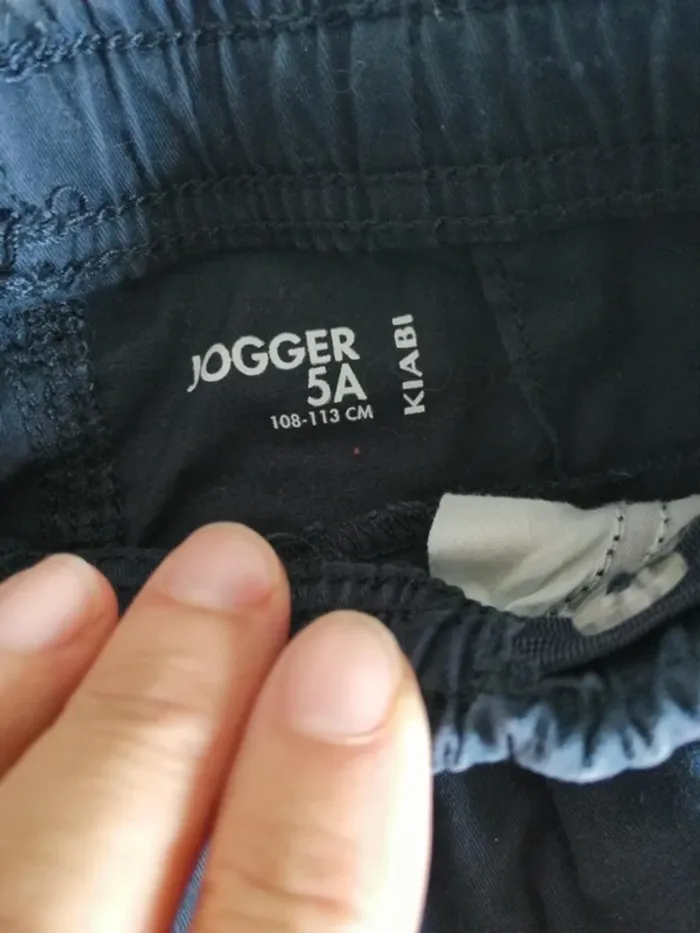 JOGGER
5A
108-113 CM
KIABI